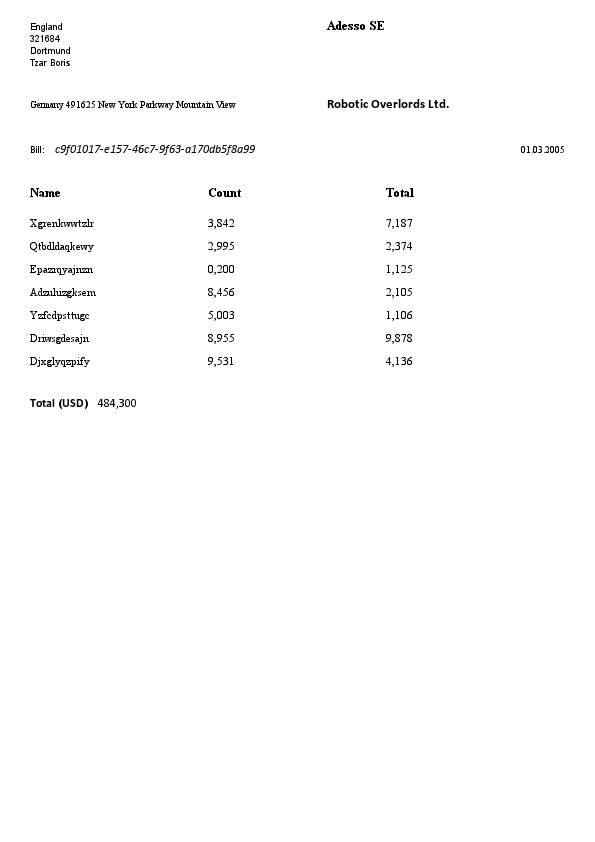 England
321684
Dortmund
Tzar Boris
Adesso SE
Germany 491625 New York Parkway Mountain View
Robotic Overlords Ltd.
Bill: c9f01017-e157-46c7-9f63-a170db5f8a99 01.03.2005
Name Count Total
Xgrenkwwtzlr 3,842 7,187
Qtbdldaqkewy 2,995 2,374
Epazrqyajnzn 0,200 1,125
Adzuhizgksem 8,456 2,105
Yzfcdpsttugc 5,003 1,106
Driwsgdesajn 8,955 9,878
Djxglyqzpify 9,531 4,136
Total (USD) 484,300